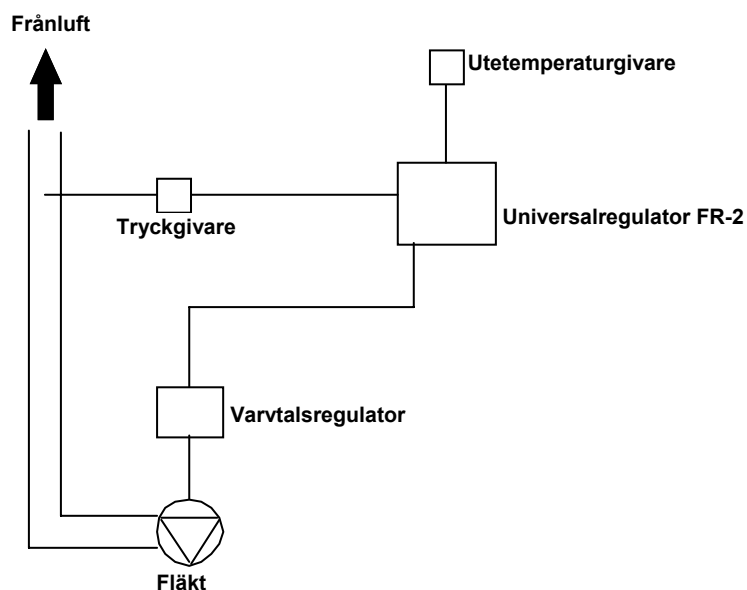 Frånluft
Utetemperaturgivare
Universalregulator FR-2
Tryckgivare
Varvtalsregulator
Fläkt